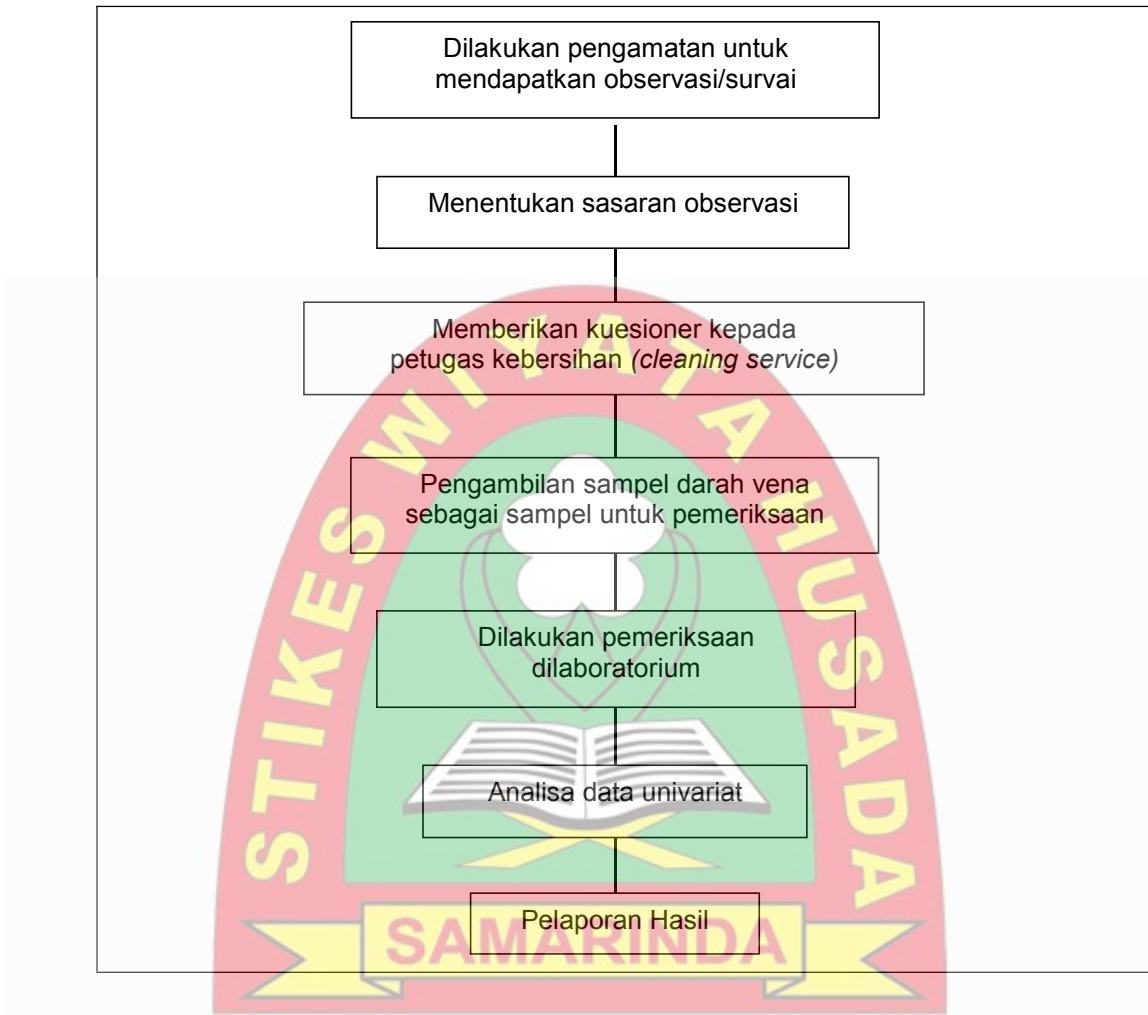 Dilakukan pengamatan untuk
mendapatkan observasi/survai
Menentukan sasaran observasi
Memberikan kuesioner kepada
petugas kebersihan (cleaning service)
Pengambilan sampel darah vena
sebagai sampel untuk pemeriksaan
Dilakukan pemeriksaan
dilaboratorium
Analisa data univariat
Pelaporan Hasil
STIKES WIYATA HUSADA
SAMARINDA